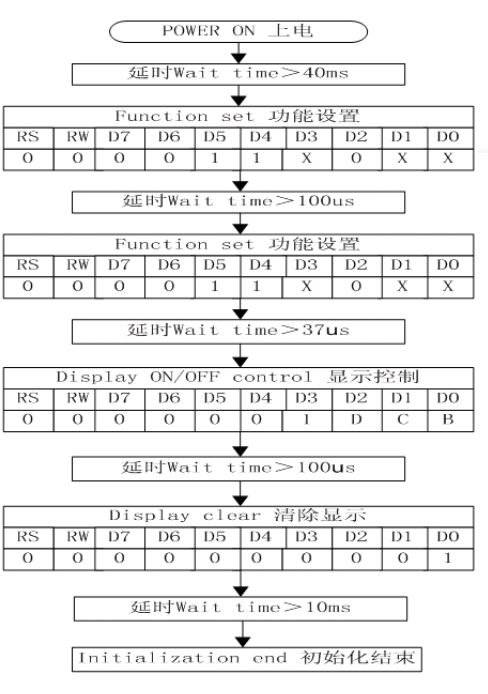 POWER ON 上电
延时Wait time＞40ms
Function set 功能设置
RS RW D7 D6 D5 D4 D3 D2 D1 D0
0 0 0 0 1 1 X 0 X X
延时Wait time＞100us
Function set 功能设置
RS RW D7 D6 D5 D4 D3 D2 D1 D0
0 0 0 0 1 1 X 0 X X
延时Wait time＞37us
Display ON/OFF control 显示控制
RS RW D7 D6 D5 D4 D3 D2 D1 D0
0 0 0 0 0 0 1 D C B
延时Wait time＞100us
Display clear 清除显示
RS RW D7 D6 D5 D4 D3 D2 D1 D0
0 0 0 0 0 0 0 0 0 1
延时Wait time＞10ms
Initialization end 初始化结束